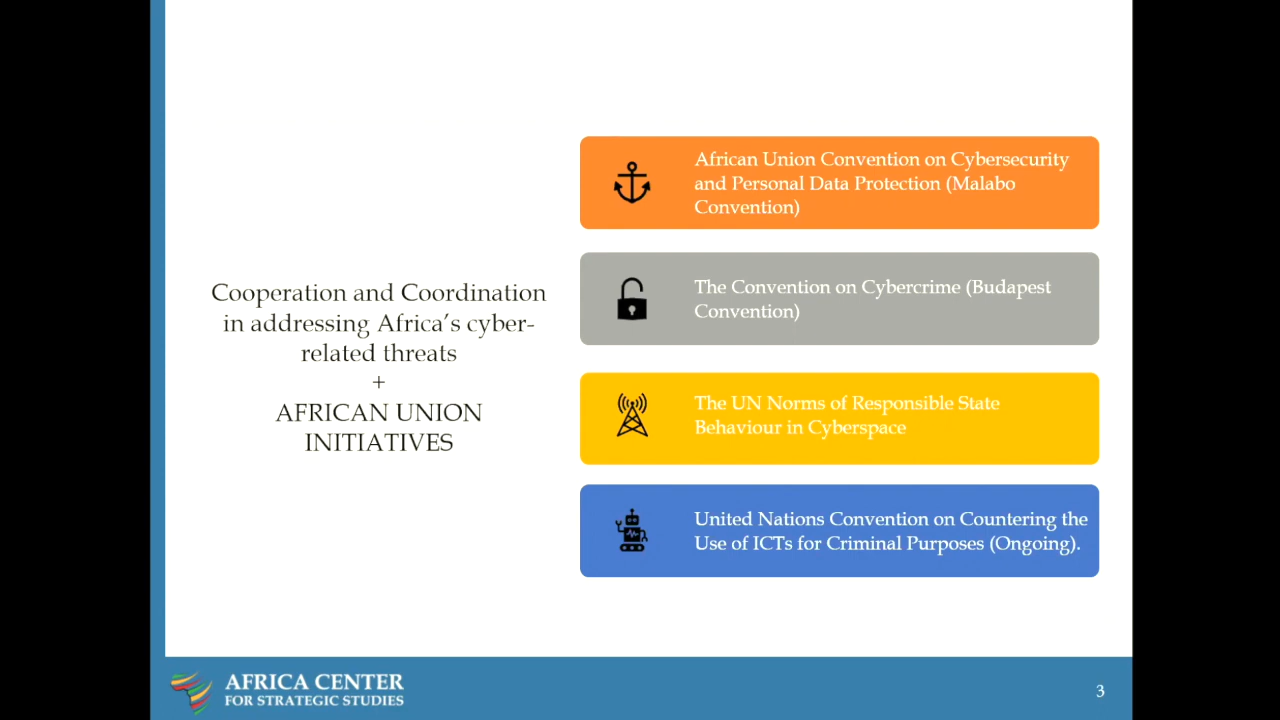 Cooperation and Coordination
in addressing Africa’s cyber-
related threats
+
AFRICAN UNION
INITIATIVES
African Union Convention on Cybersecurity
and Personal Data Protection (Malabo
Convention)
The Convention on Cybercrime (Budapest
Convention)
The UN Norms of Responsible State
Behaviour in Cyberspace
United Nations Convention on Countering the
Use of ICTs for Criminal Purposes (Ongoing).
AFRICA CENTER
FOR STRATEGIC STUDIES
3